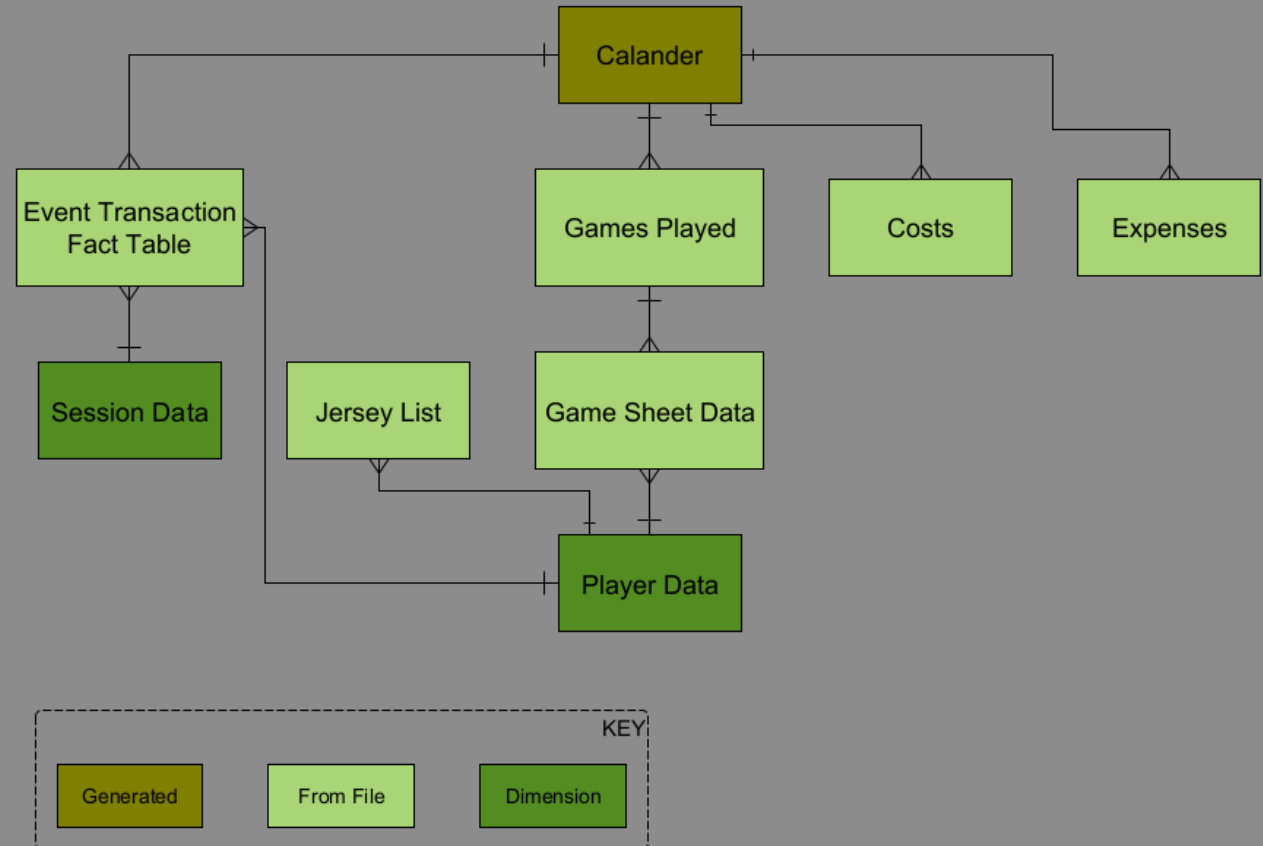 Calander
Event Transaction
Fact Table
Games Played
Costs
Expenses
Session Data
Jersey List
Game Sheet Data
Player Data
KEY
Generated
From File
Dimension